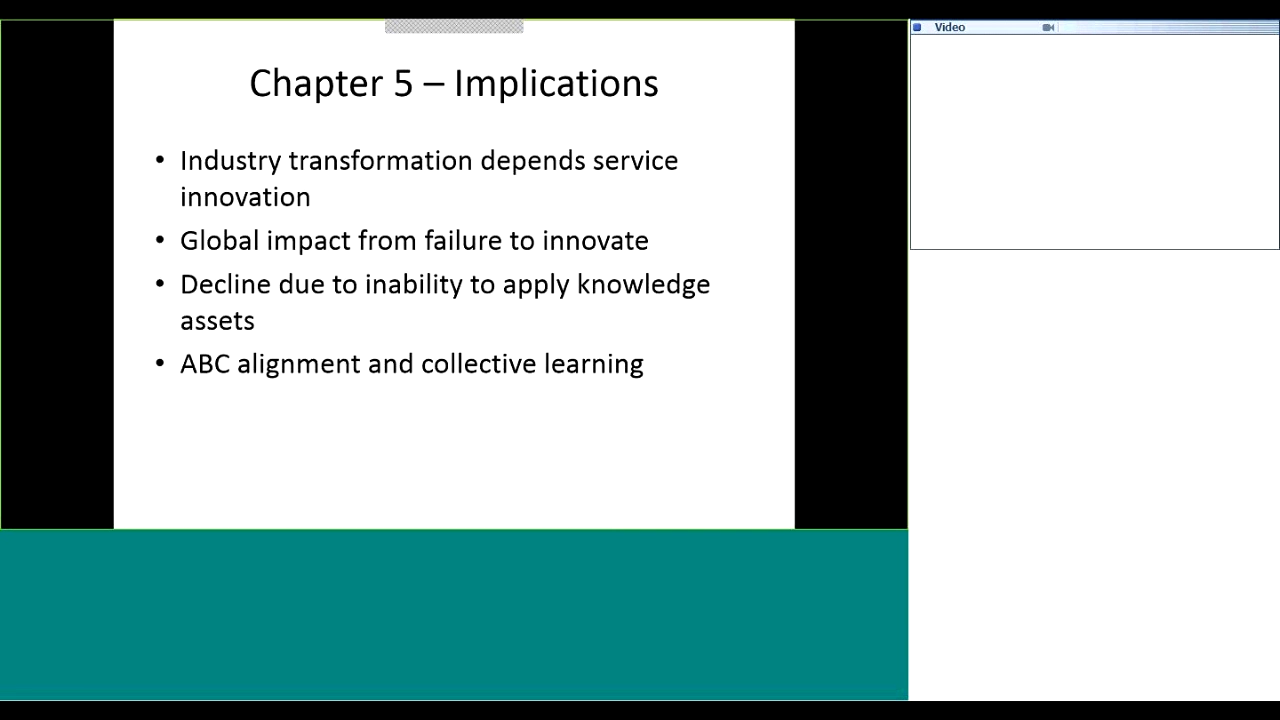 Video
Chapter 5 – Implications
• Industry transformation depends service
innovation
• Global impact from failure to innovate
• Decline due to inability to apply knowledge
assets
• ABC alignment and collective learning